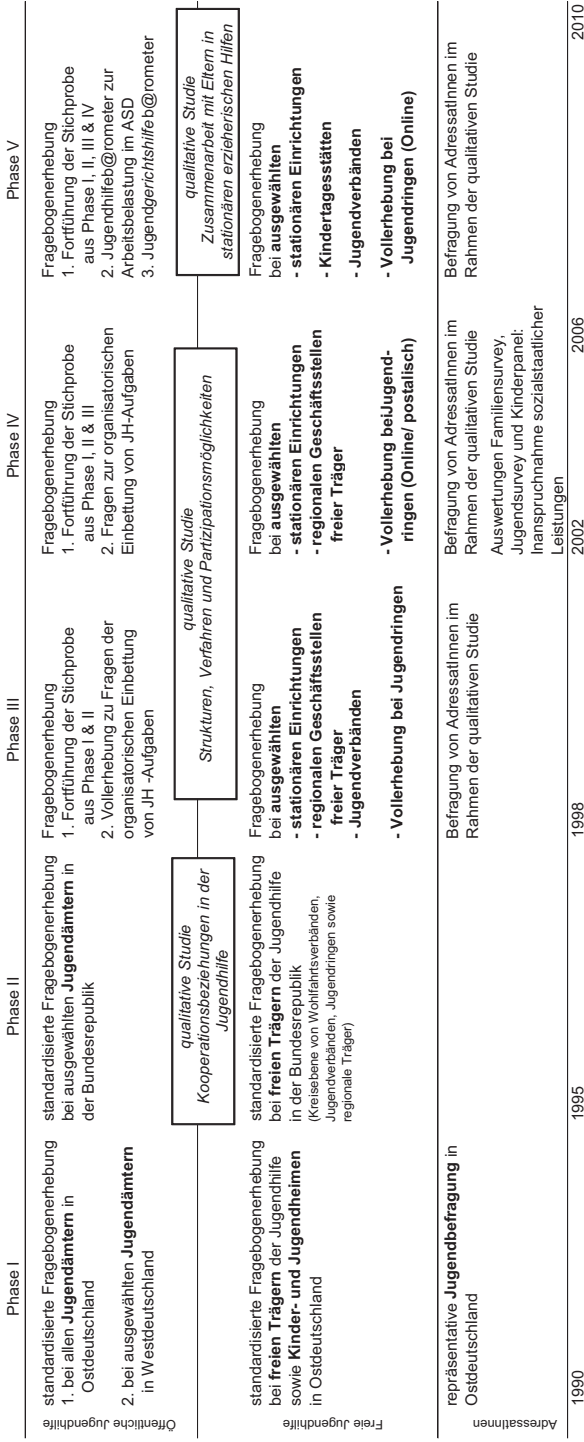 Phase I
Phase II
Phase III
Phase IV
Phase V
Öffentliche Jugendhilfe
standardisierte Fragebogenerhebung
1. bei allen Jugendämtern in
Ostdeutschland
2. bei ausgewählten Jugendämtern
in Westdeutschland
standardisierte Fragebogenerhebung
bei ausgewählten Jugendämtern in
der Bundesrepublik
Fragebogenerhebung
1. Fortführung der Stichprobe
aus Phase I & II
2. Vollerhebung zu Fragen der
organisatorischen Einbettung
von JH -Aufgaben
Fragebogenerhebung
1. Fortführung der Stichprobe
aus Phase I, II & III
2. Fragen zur organisatorischen
Einbettung von JH-Aufgaben
Fragebogenerhebung
1. Fortführung der Stichprobe
aus Phase I, II, III & IV
2. Jugendhilfeb@rometer zur
Arbeitsbelastung im ASD
3. Jugendgerichtshilfeb@rometer
qualitative Studie
Kooperationsbeziehungen in der
Jugendhilfe
qualitative Studie
Strukturen, Verfahren und Partizipationsmöglichkeiten
qualitative Studie
Zusammenarbeit mit Eltern in
stationären erzieherischen Hilfen
Freie Jugendhilfe
standardisierte Fragebogenerhebung
bei freien Trägern der Jugendhilfe
sowie Kinder- und Jugendheimen
in Ostdeutschland
standardisierte Fragebogenerhebung
bei freien Trägern der Jugendhilfe
in der Bundesrepublik
(Kreisebene von Wohlfahrtsverbänden,
Jugendverbänden, Jugendringen sowie
regionale Träger)
Fragebogenerhebung
bei ausgewählten
- stationären Einrichtungen
- regionalen Geschäftsstellen
freier Träger
- Jugendverbänden
- Vollerhebung bei Jugendringen
Fragebogenerhebung
bei ausgewählten
- stationären Einrichtungen
- regionalen Geschäftsstellen
freier Träger
- Vollerhebung beiJugend-
ringen (Online/ postalisch)
Fragebogenerhebung
bei ausgewählten
- stationären Einrichtungen
- Kindertagesstätten
- Jugendverbänden
- Vollerhebung bei
Jugendringen (Online)
AdressatInnen
repräsentative Jugendbefragung in
Ostdeutschland
Befragung von AdressatInnen im
Rahmen der qualitativen Studie
Befragung von AdressatInnen im
Rahmen der qualitativen Studie
Auswertungen Familiensurvey,
Jugendsurvey und Kinderpanel:
Inanspruchnahme sozialstaatlicher
Leistungen
Befragung von AdressatInnen im
Rahmen der qualitativen Studie
1990
1995
1998
2002
2006
2010